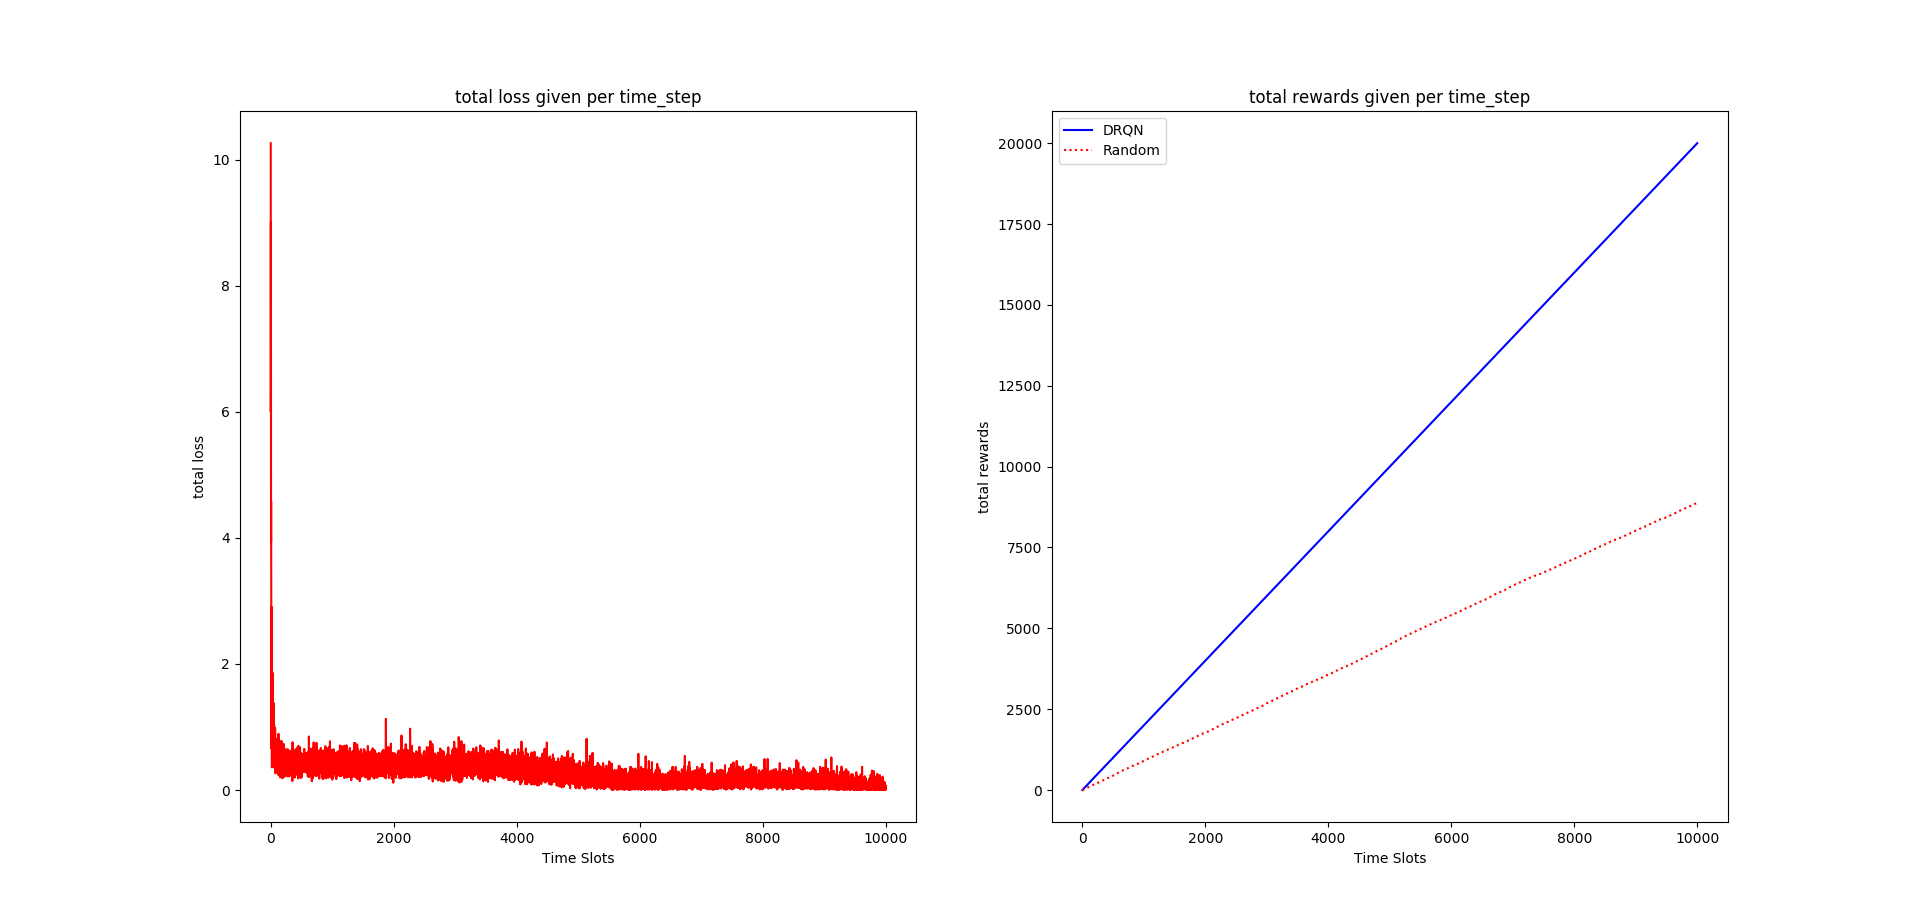 total loss given per time_step
10
8
6
4
2
0
total loss
0 2000 4000 6000 8000 10000
Time Slots
total rewards given per time_step
DRQN
Random
20000
17500
15000
12500
10000
7500
5000
2500
0
total rewards
0 2000 4000 6000 8000 10000
Time Slots